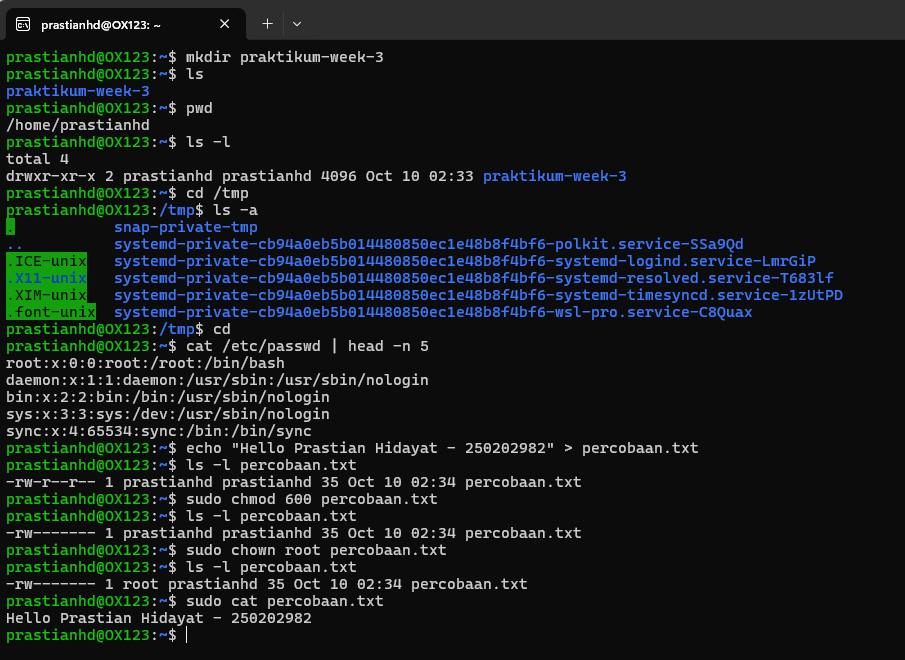 prastianhd@OX123: ~
prastianhd@OX123:~$ mkdir praktikum-week-3
prastianhd@OX123:~$ ls
praktikum-week-3
prastianhd@OX123:~$ pwd
/home/prastianhd
prastianhd@OX123:~$ ls -l
total 4
drwxr-xr-x 2 prastianhd prastianhd 4096 Oct 10 02:33 praktikum-week-3
prastianhd@OX123:~$ cd /tmp
prastianhd@OX123:/tmp$ ls -a
.           snap-private-tmp
..          systemd-private-cb94a0eb5b014480850ec1e48b8f4bf6-polkit.service-SSa9Qd
.ICE-unix   systemd-private-cb94a0eb5b014480850ec1e48b8f4bf6-systemd-logind.service-LmrGiP
.X11-unix   systemd-private-cb94a0eb5b014480850ec1e48b8f4bf6-systemd-resolved.service-T683lf
.XIM-unix   systemd-private-cb94a0eb5b014480850ec1e48b8f4bf6-systemd-timesyncd.service-1zUtPD
.font-unix  systemd-private-cb94a0eb5b014480850ec1e48b8f4bf6-wsl-pro.service-C8Quax
prastianhd@OX123:/tmp$ cd
prastianhd@OX123:~$ cat /etc/passwd | head -n 5
root:x:0:0:root:/root:/bin/bash
daemon:x:1:1:daemon:/usr/sbin:/usr/sbin/nologin
bin:x:2:2:bin:/bin:/usr/sbin/nologin
sys:x:3:3:sys:/dev:/usr/sbin/nologin
sync:x:4:65534:sync:/bin:/bin/sync
prastianhd@OX123:~$ echo "Hello Prastian Hidayat - 250202982" > percobaan.txt
prastianhd@OX123:~$ ls -l percobaan.txt
-rw-r--r-- 1 prastianhd prastianhd 35 Oct 10 02:34 percobaan.txt
prastianhd@OX123:~$ sudo chmod 600 percobaan.txt
prastianhd@OX123:~$ ls -l percobaan.txt
-rw------- 1 prastianhd prastianhd 35 Oct 10 02:34 percobaan.txt
prastianhd@OX123:~$ sudo chown root percobaan.txt
prastianhd@OX123:~$ ls -l percobaan.txt
-rw------- 1 root prastianhd 35 Oct 10 02:34 percobaan.txt
prastianhd@OX123:~$ sudo cat percobaan.txt
Hello Prastian Hidayat - 250202982
prastianhd@OX123:~$